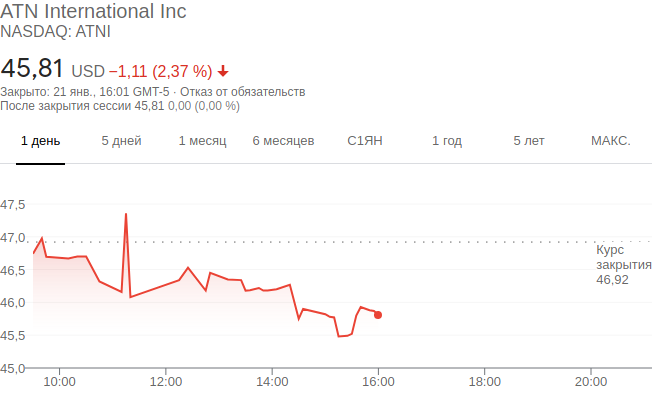 ATN International Inc
NASDAQ: ATNI
45,81 USD −1,11 (2,37 %)
Закрыто: 21 янв., 16:01 GMT-5 · Отказ от обязательств
После закрытия сессии 45,81 0,00 (0,00 %)
1 день 5 дней 1 месяц 6 месяцев С1ЯН 1 год 5 лет МАКС.
47,5
47,0
Курс
закрытия
46,92
46,5
46,0
45,5
45,0
10:00 12:00 14:00 16:00 18:00 20:00